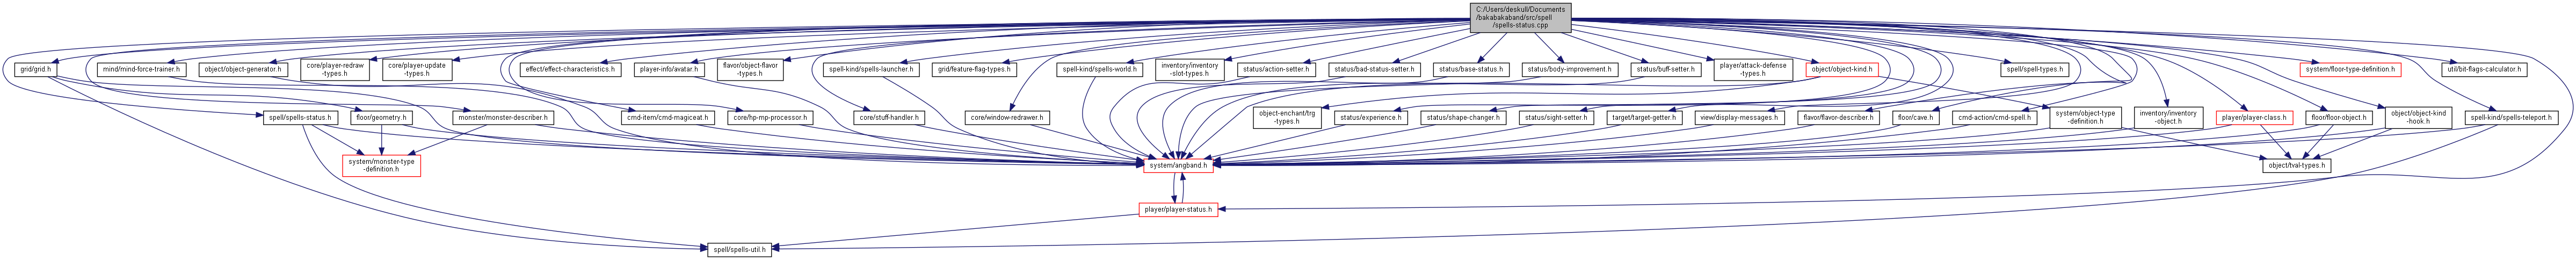 C:/Users/deskull/Documents
/bakabakaband/src/spell
/spells-status.cpp
grid/grid.h
mind/mind-force-trainer.h
object/object-generator.h
core/player-redraw
-types.h
core/player-update
-types.h
effect/effect-characteristics.h
player-info/avatar.h
flavor/object-flavor
-types.h
spell-kind/spells-launcher.h
grid/feature-flag-types.h
spell-kind/spells-world.h
inventory/inventory
-slot-types.h
status/action-setter.h
status/bad-status-setter.h
status/base-status.h
status/body-improvement.h
status/buff-setter.h
player/attack-defense
-types.h
object/object-kind.h
spell/spell-types.h
system/floor-type-definition.h
util/bit-flags-calculator.h
spell/spells-status.h
floor/geometry.h
monster/monster-describer.h
cmd-item/cmd-magiceat.h
core/hp-mp-processor.h
core/stuff-handler.h
core/window-redrawer.h
object-enchant/trg
-types.h
status/experience.h
status/shape-changer.h
status/sight-setter.h
target/target-getter.h
view/display-messages.h
flavor/flavor-describer.h
floor/cave.h
cmd-action/cmd-spell.h
system/object-type
-definition.h
inventory/inventory
-object.h
player/player-class.h
floor/floor-object.h
object/object-kind
-hook.h
spell-kind/spells-teleport.h
system/monster-type
-definition.h
system/angband.h
object/tval-types.h
player/player-status.h
spell/spells-util.h